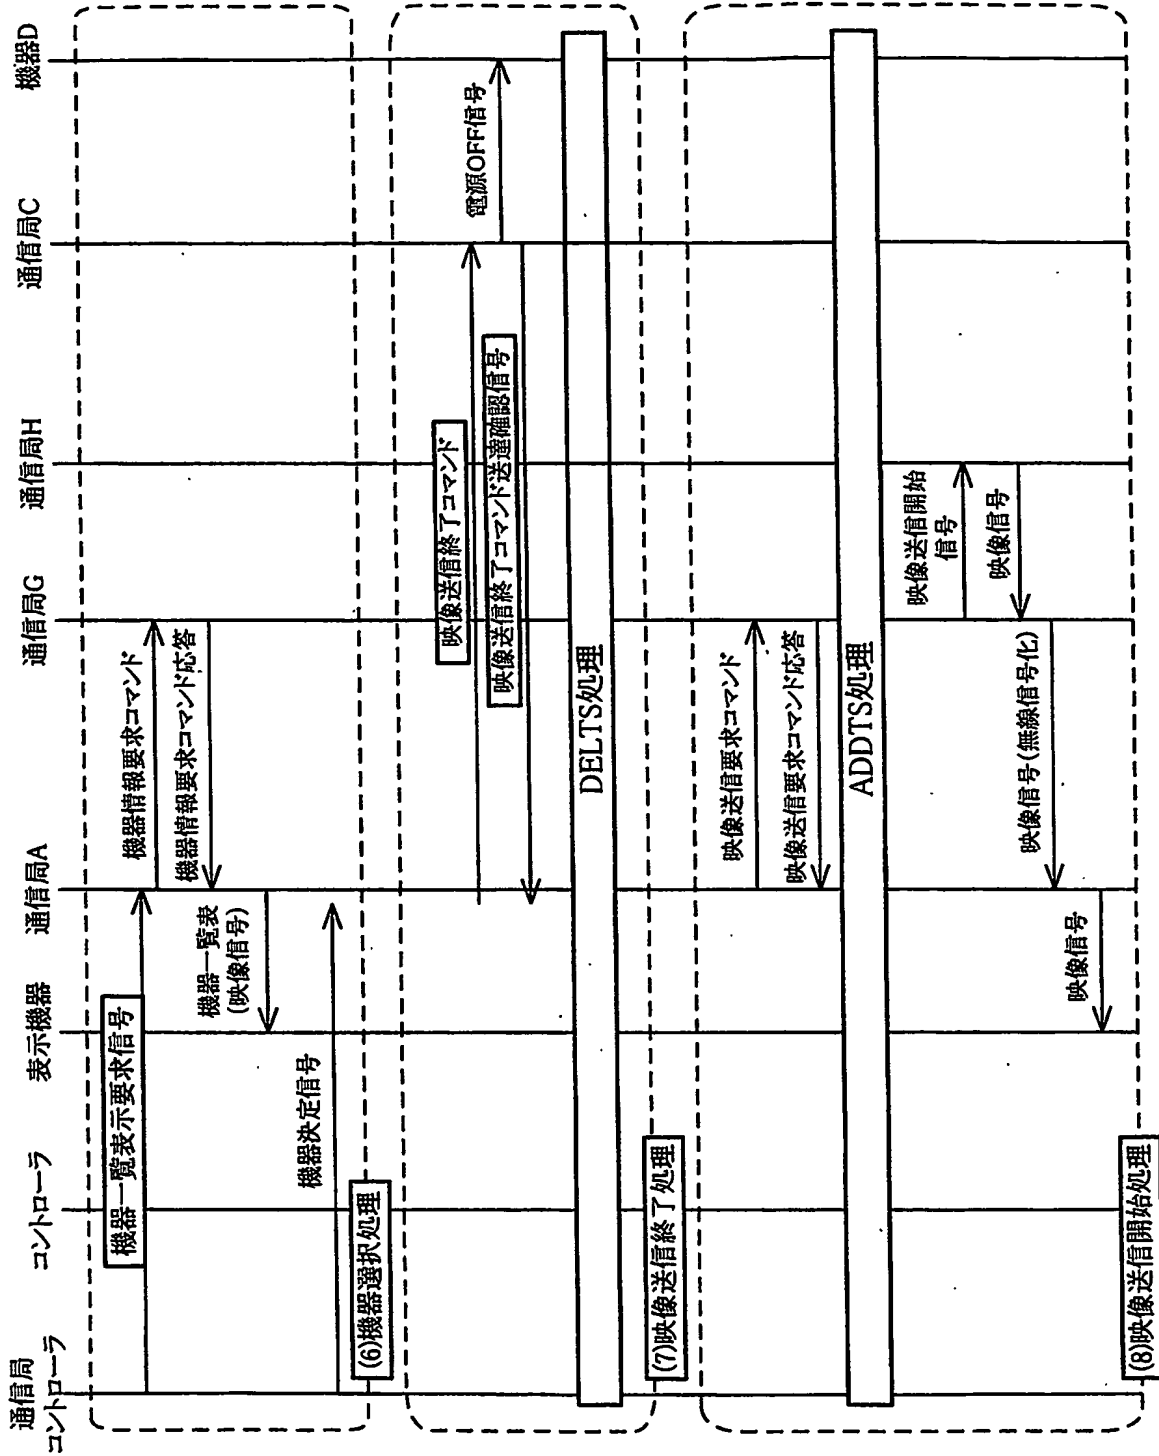 通信局
コントローラ
コントローラ
表示機器
通信局A
通信局G
通信局H
通信局C
機器D
機器一覧表示要求信号
機器情報要求コマンド
機器情報要求コマンド応答
機器一覧表
(映像信号)
機器決定信号
(6)機器選択処理
映像送信終了コマンド
電源OFF信号
映像送信終了コマンド送達確認信号
DELTS処理
(7)映像送信終了処理
映像送信要求コマンド
映像送信要求コマンド応答
ADDTS処理
映像送信開始
信号
映像信号
映像信号(無線信号化)
映像信号
(8)映像送信開始処理